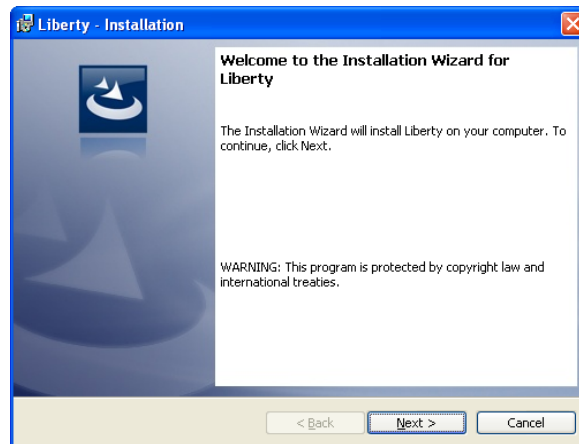 Liberty - Installation
Welcome to the Installation Wizard for
Liberty
The Installation Wizard will install Liberty on your computer. To
continue, click Next.
WARNING: This program is protected by copyright law and
international treaties.
< Back
Next >
Cancel